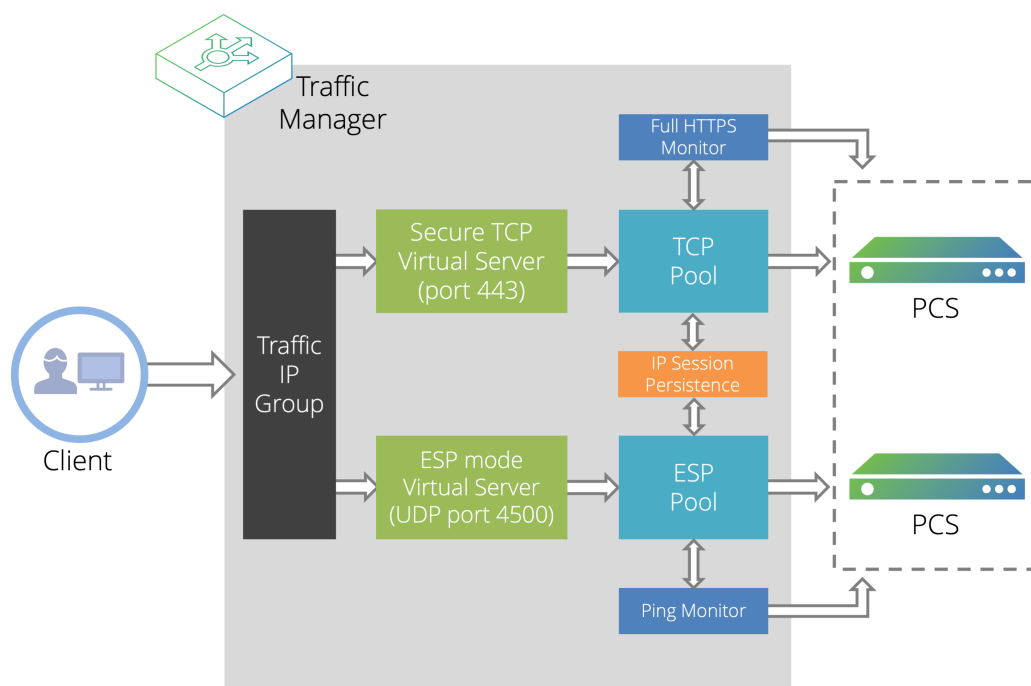 Traffic
Manager
Full HTTPS
Monitor
Secure TCP
Virtual Server
(port 443)
TCP
Pool
PCS
Traffic
IP
Group
IP Session
Persistence
Client
ESP mode
Virtual Server
(UDP port 4500)
ESP
Pool
PCS
Ping Monitor